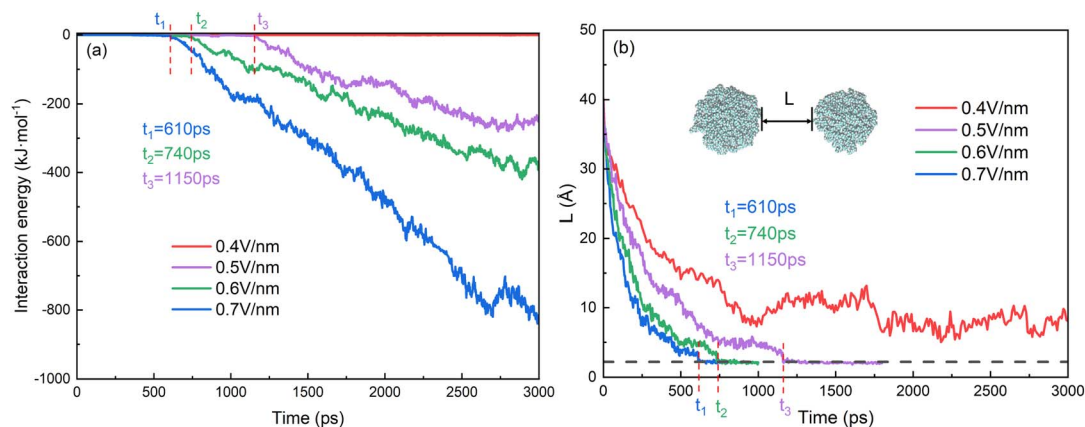 t₁ t₂ t₃
0
-200
-400
-600
-800
-1000
Interaction energy (kJ·mol⁻¹)
(a)
t₁=610ps
t₂=740ps
t₃=1150ps
0.4V/nm
0.5V/nm
0.6V/nm
0.7V/nm
0 500 1000 1500 2000 2500 3000
Time (ps)
50
40
30
20
10
0
L (Å)
(b)
L
0.4V/nm
0.5V/nm
0.6V/nm
0.7V/nm
t₁=610ps
t₂=740ps
t₃=1150ps
0 500 1000 1500 2000 2500 3000
t₁ t₂ t₃
Time (ps)